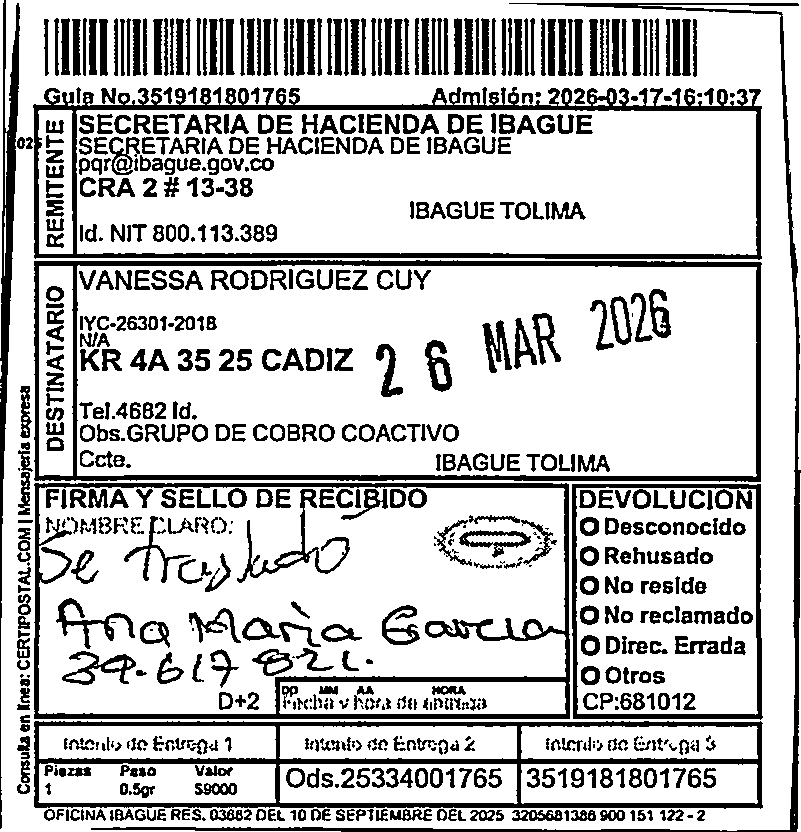 Guia No.3519181801765 Admisión: 2026-03-17-16:10:37
REMITENTE
SECRETARIA DE HACIENDA DE IBAGUE
SECRETARIA DE HACIENDA DE IBAGUE
pqr@ibague.gov.co
CRA 2 # 13-38
IBAGUE TOLIMA
Id. NIT 800.113.389
DESTINATARIO
VANESSA RODRIGUEZ CUY
IYC-26301-2018
N/A
KR 4A 35 25 CADIZ
26 MAR 2026
Tel.4682 Id.
Obs.GRUPO DE COBRO COACTIVO
Ccte.
IBAGUE TOLIMA
Consulta en linea: CERTIPOSTAL.COM | Mensajeria expresa
FIRMA Y SELLO DE RECIBIDO
NOMBRE CLARO:
Se trasladó
Ana Maria Garcia
39.617 821.
D+2
DD MM AA HORA
Fecha y hora de entrega
DEVOLUCION
Desconocido
Rehusado
No reside
No reclamado
Direc. Errada
Otros
CP:681012
Intento de Entrega 1 Intento de Entrega 2 Intento de Entrega 3
Piezas Peso Valor
1 0.5gr $9000
Ods.25334001765 3519181801765
OFICINA IBAGUE RES. 03682 DEL 10 DE SEPTIEMBRE DEL 2025 3205681386 900 151 122 - 2